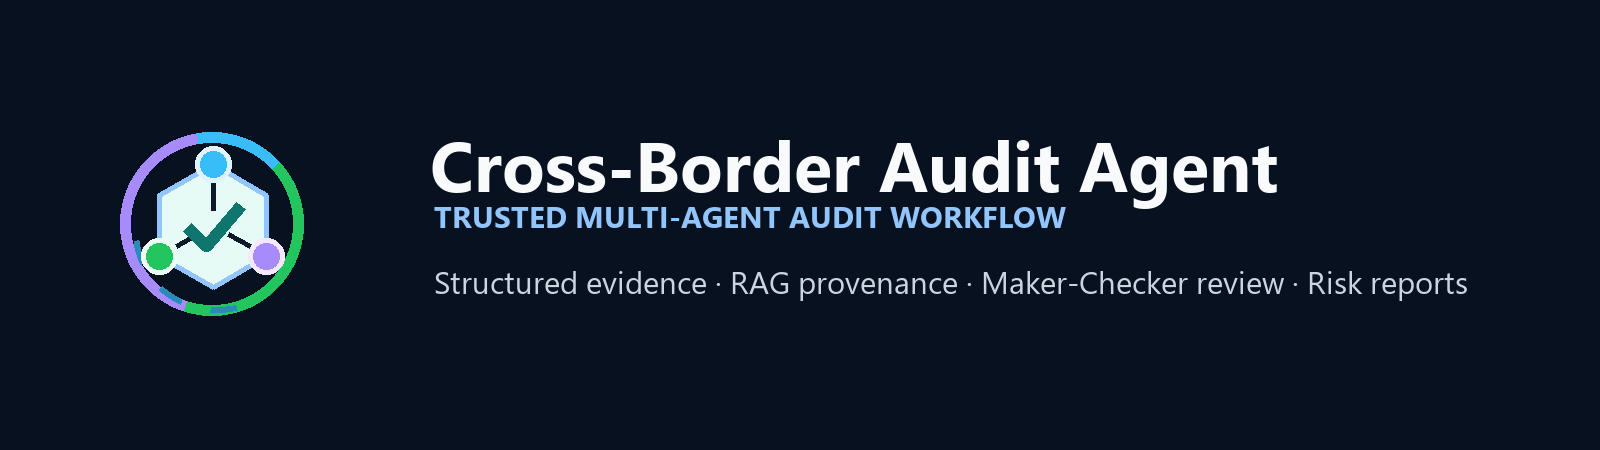 Cross-Border Audit Agent
TRUSTED MULTI-AGENT AUDIT WORKFLOW
Structured evidence · RAG provenance · Maker-Checker review · Risk reports